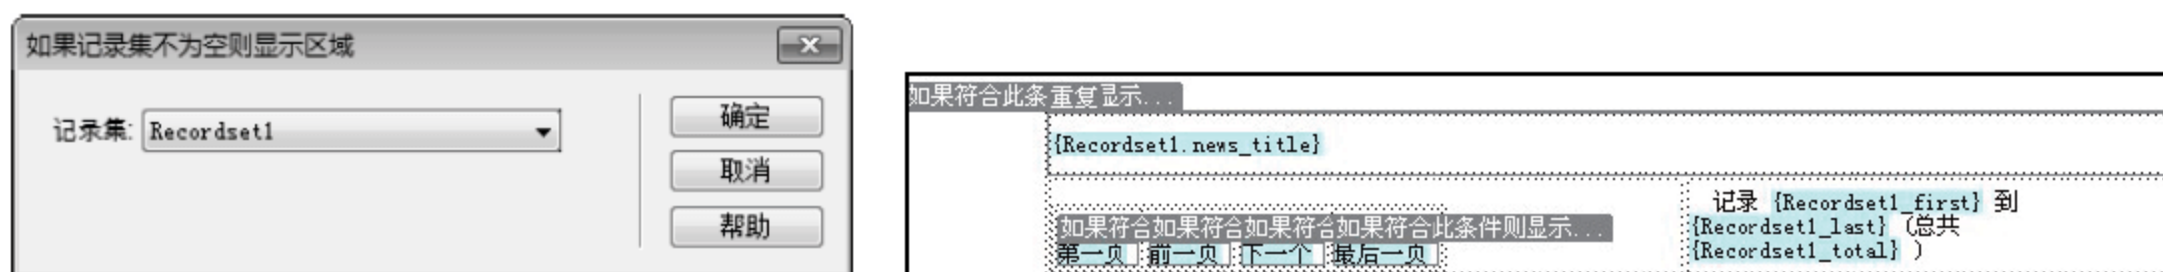 如果记录集不为空则显示区域
记录集: Recordset1
确定
取消
帮助
如果符合此条重复显示...
{Recordset1.news_title}
如果符合如果符合如果符合如果符合此条件则显示...
第一页 前一页 下一个 最后一页
记录 {Recordset1_first} 到
{Recordset1_last} (总共
{Recordset1_total} )